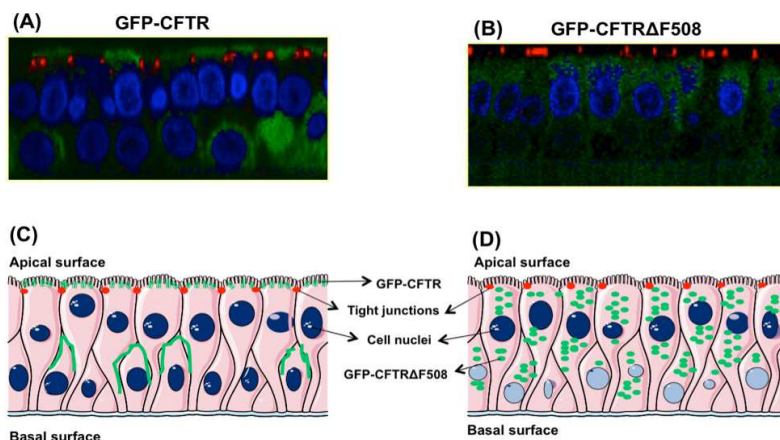 (A)
GFP-CFTR
(B)
GFP-CFTRΔF508
(C)
Apical surface
(D)
Apical surface
GFP-CFTR
Tight junctions
Cell nuclei
GFP-CFTRΔF508
Basal surface
Basal surface